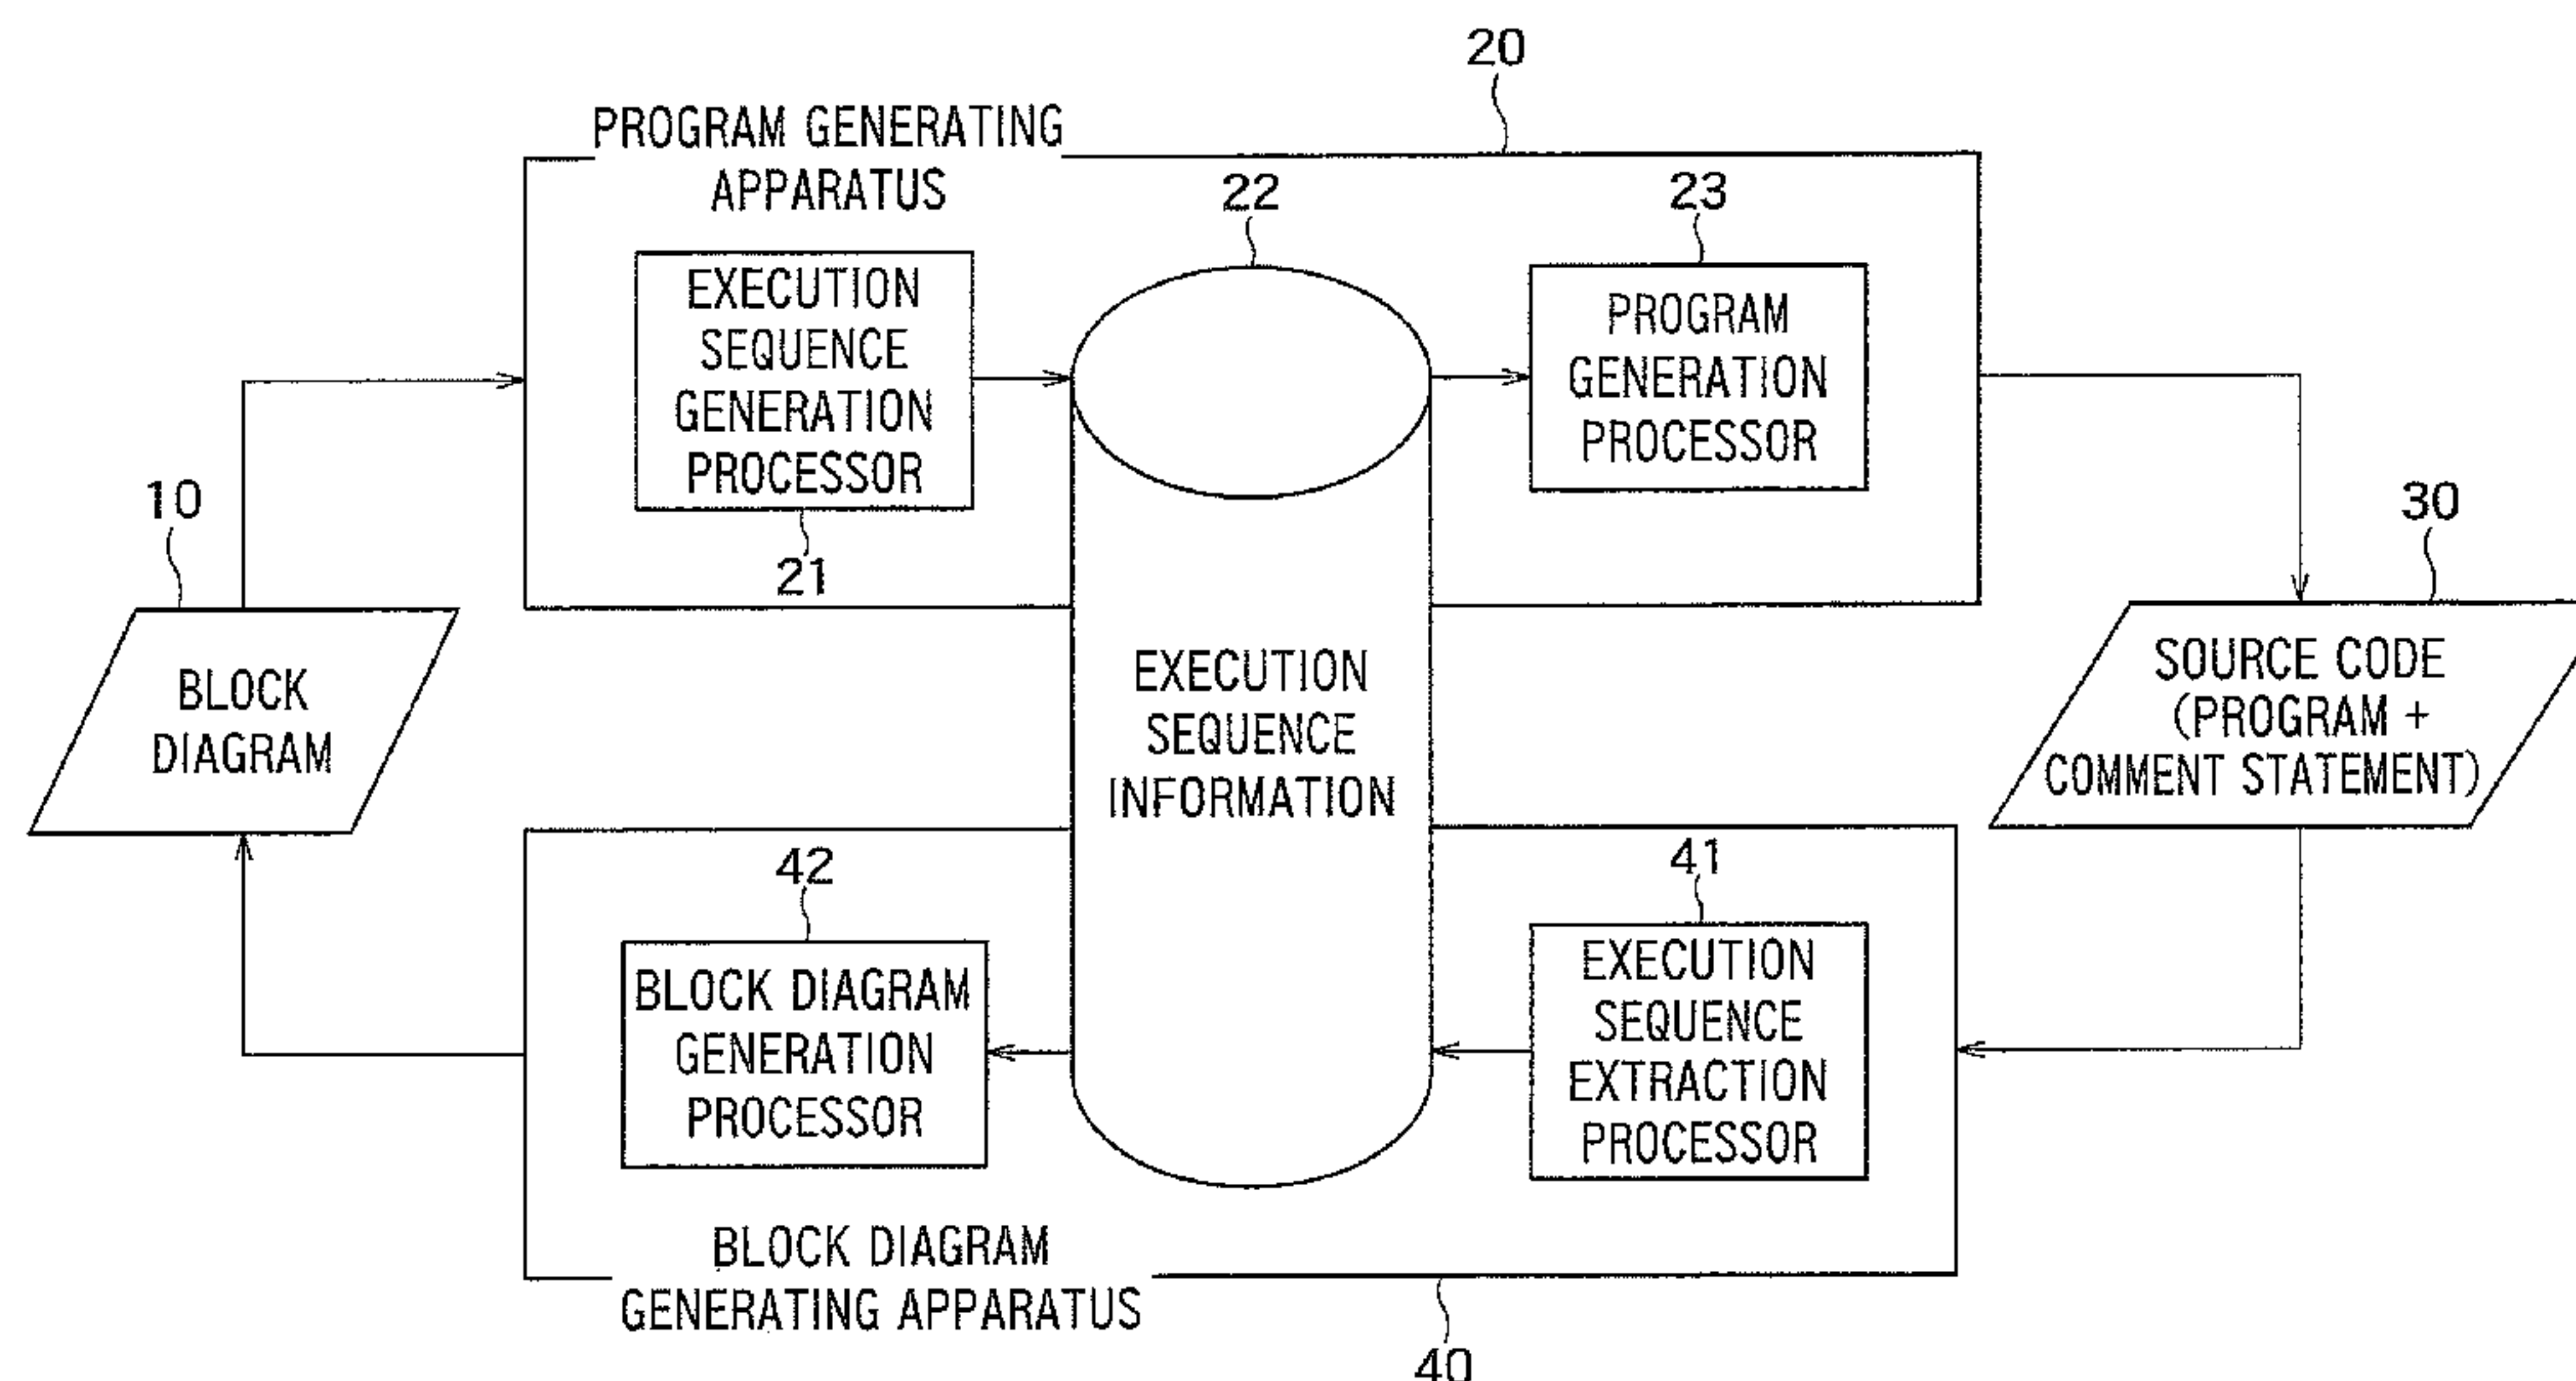 20
PROGRAM GENERATING
APPARATUS
22
23
EXECUTION
SEQUENCE
GENERATION
PROCESSOR
21
PROGRAM
GENERATION
PROCESSOR
10
BLOCK
DIAGRAM
EXECUTION
SEQUENCE
INFORMATION
30
SOURCE CODE
(PROGRAM +
COMMENT STATEMENT)
42
BLOCK DIAGRAM
GENERATION
PROCESSOR
41
EXECUTION
SEQUENCE
EXTRACTION
PROCESSOR
BLOCK DIAGRAM
GENERATING APPARATUS
40